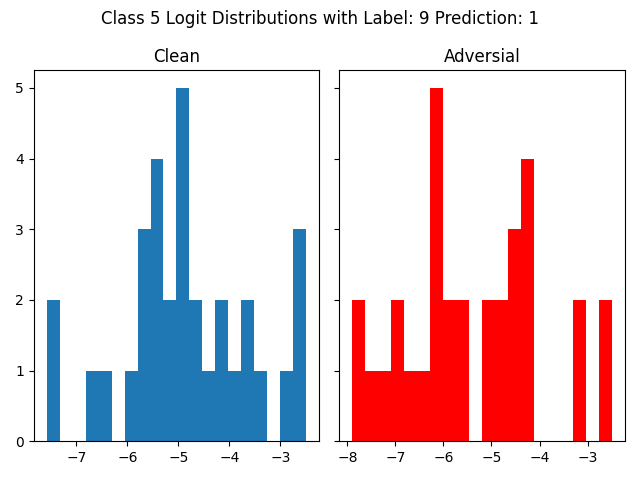 Class 5 Logit Distributions with Label: 9 Prediction: 1
Clean
Adversial
5
4
3
2
1
0
−7 −6 −5 −4 −3
−8 −7 −6 −5 −4 −3